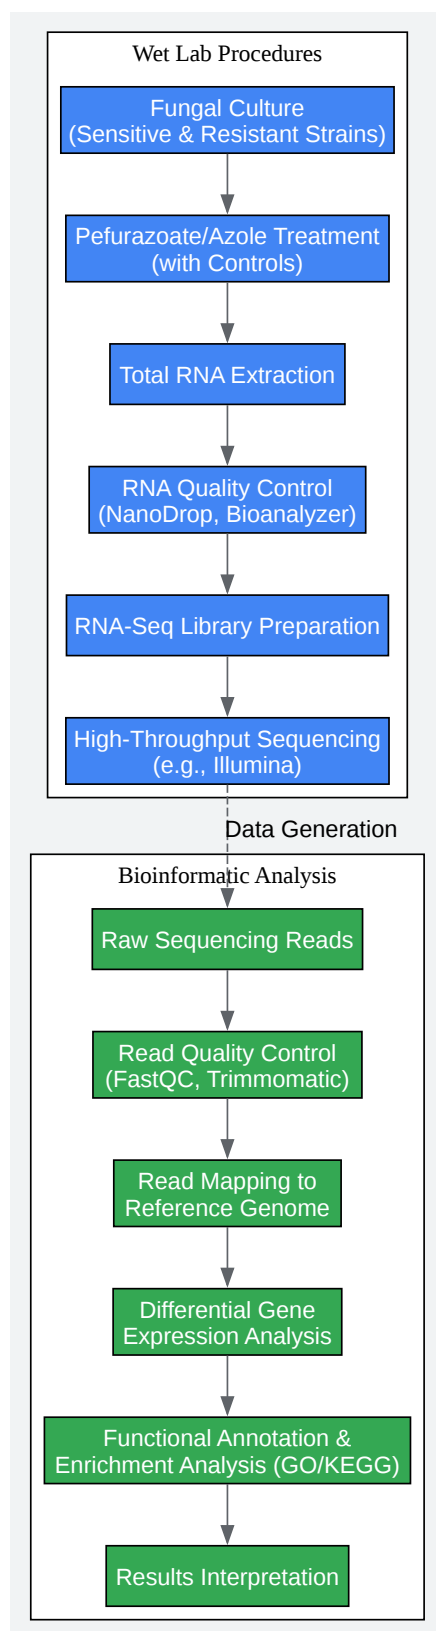 Wet Lab Procedures
Fungal Culture
(Sensitive & Resistant Strains)
Pefurazoate/Azole Treatment
(with Controls)
Total RNA Extraction
RNA Quality Control
(NanoDrop, Bioanalyzer)
RNA-Seq Library Preparation
High-Throughput Sequencing
(e.g., Illumina)
Data Generation
Bioinformatic Analysis
Raw Sequencing Reads
Read Quality Control
(FastQC, Trimmomatic)
Read Mapping to
Reference Genome
Differential Gene
Expression Analysis
Functional Annotation &
Enrichment Analysis (GO/KEGG)
Results Interpretation